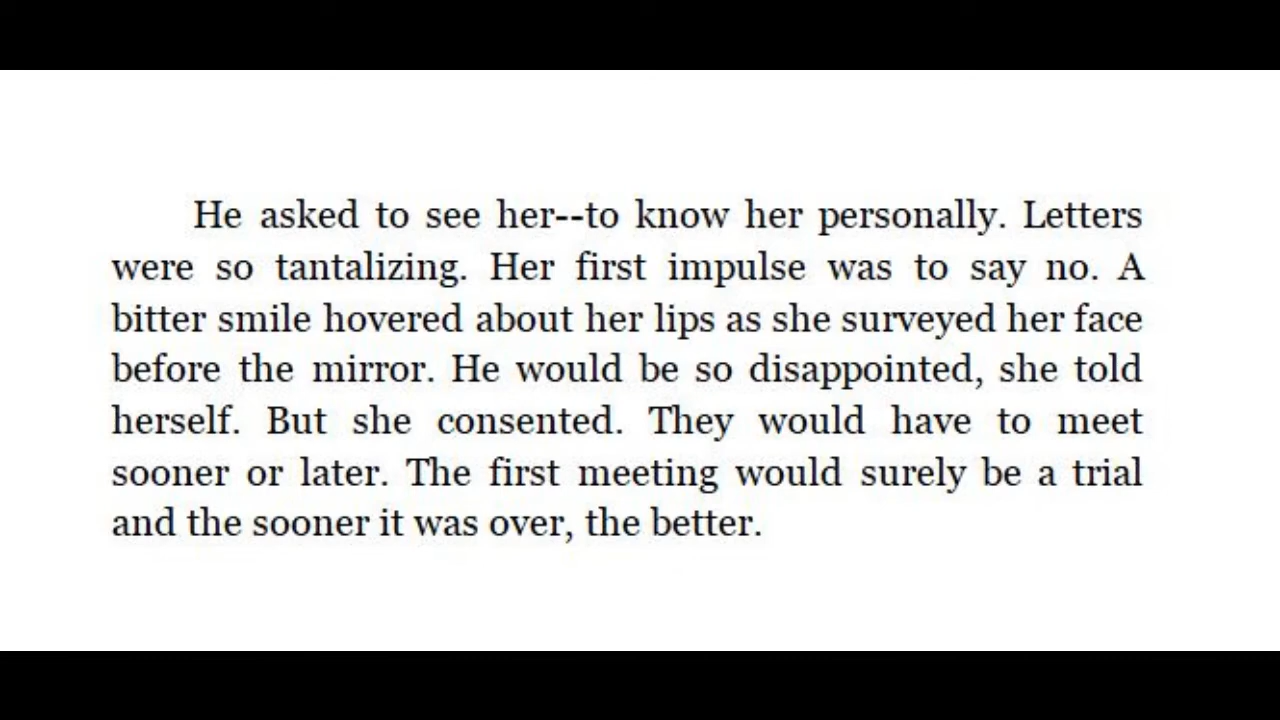 He asked to see her--to know her personally. Letters
were so tantalizing. Her first impulse was to say no. A
bitter smile hovered about her lips as she surveyed her face
before the mirror. He would be so disappointed, she told
herself. But she consented. They would have to meet
sooner or later. The first meeting would surely be a trial
and the sooner it was over, the better.